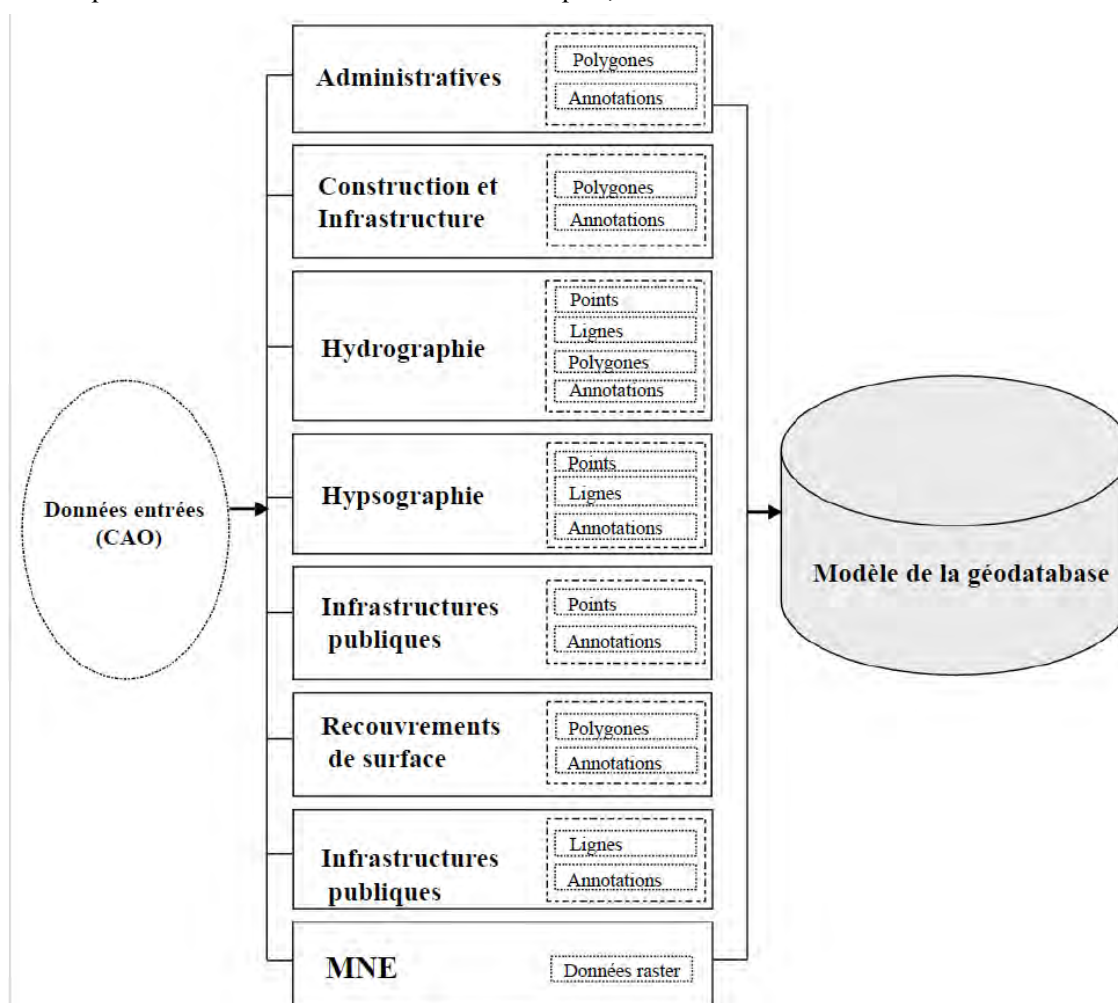 Administratives
Polygones
Annotations
Construction et
Infrastructure
Polygones
Annotations
Hydrographie
Points
Lignes
Polygones
Annotations
Données entrées
(CAO)
Hypsographie
Points
Lignes
Annotations
Modèle de la géodatabase
Infrastructures
publiques
Points
Annotations
Recouvrements
de surface
Polygones
Annotations
Infrastructures
publiques
Lignes
Annotations
MNE
Données raster